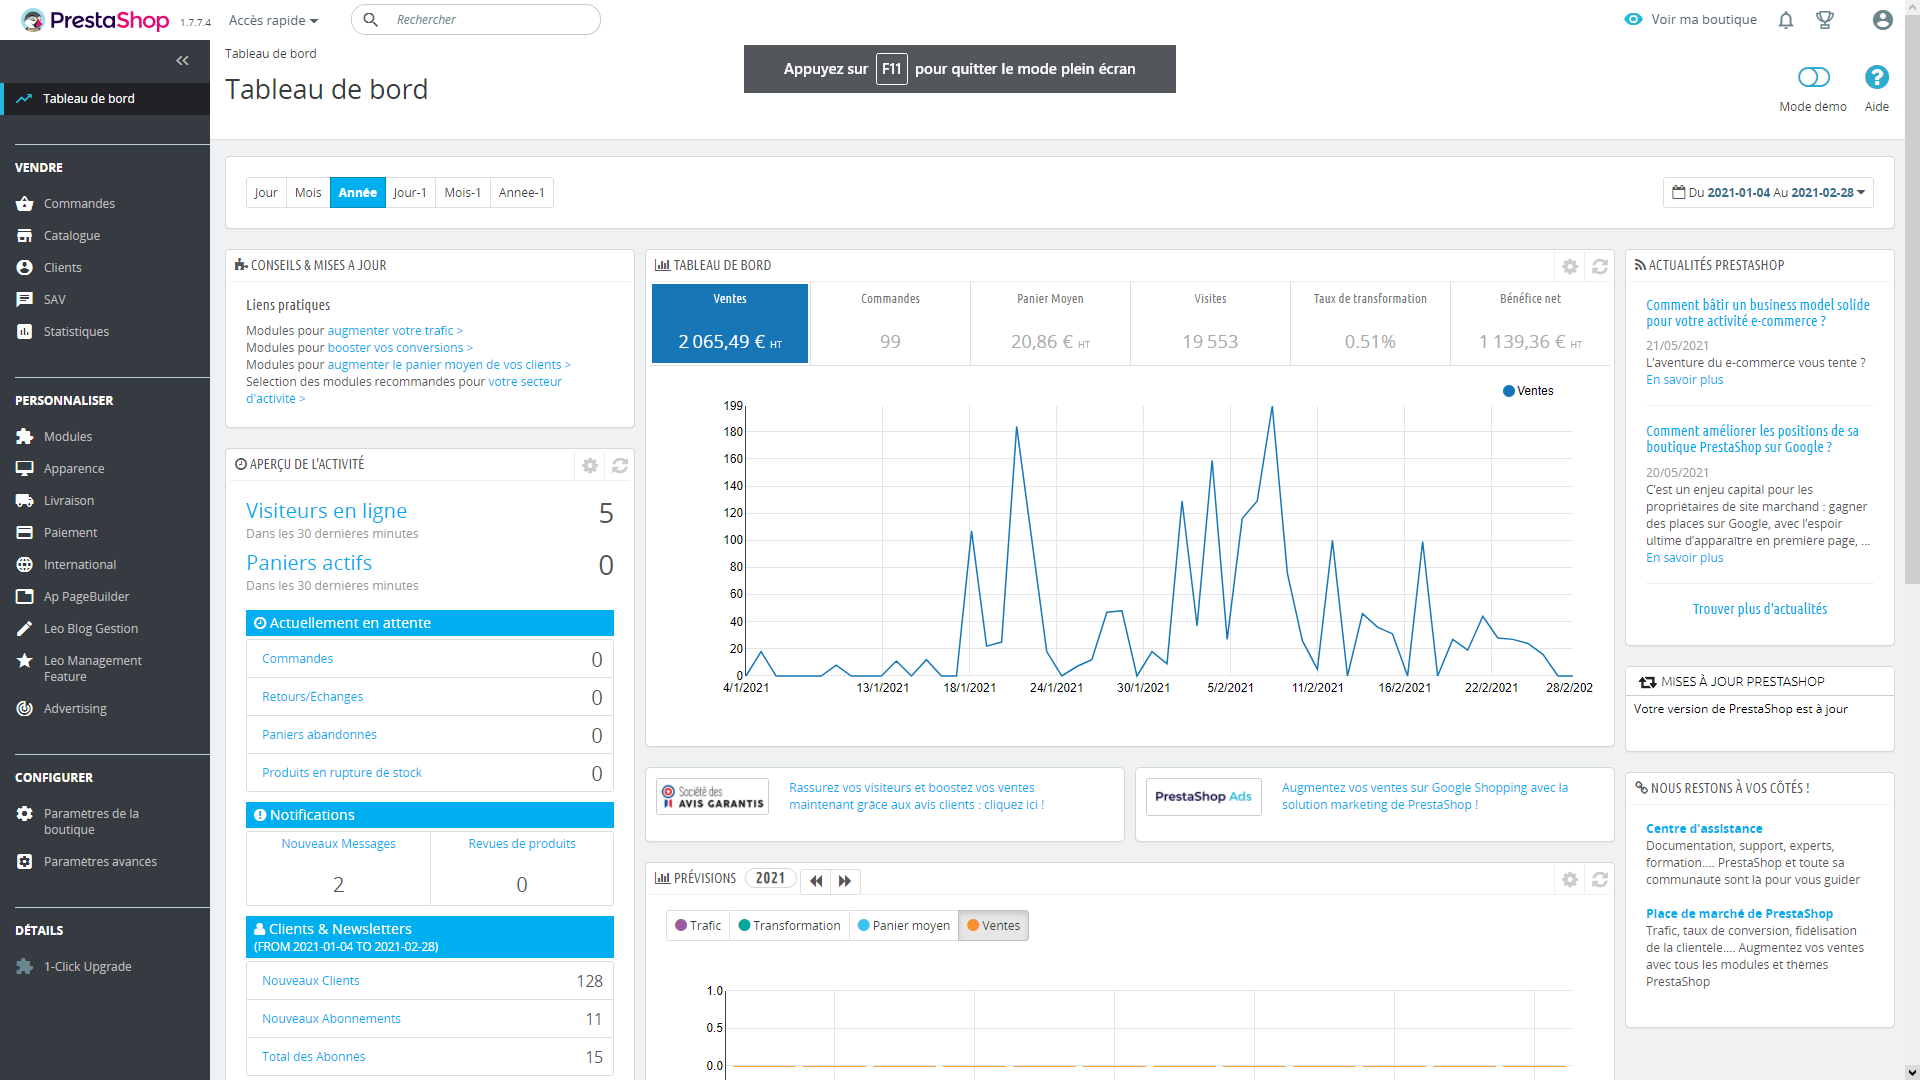 PrestaShop 1.7.7.4
Accès rapide
Rechercher
Voir ma boutique
Tableau de bord
Tableau de bord
Appuyez sur F11 pour quitter le mode plein écran
Mode démo
Aide
Tableau de bord
VENDRE
Commandes
Catalogue
Clients
SAV
Statistiques
PERSONNALISER
Modules
Apparence
Livraison
Paiement
International
Ap PageBuilder
Leo Blog Gestion
Leo Management
Feature
Advertising
CONFIGURER
Paramètres de la
boutique
Paramètres avancés
DÉTAILS
1-Click Upgrade
Jour Mois Année Jour-1 Mois-1 Année-1
Du 2021-01-04 Au 2021-02-28
CONSEILS & MISES A JOUR
Liens pratiques
Modules pour augmenter votre trafic >
Modules pour booster vos conversions >
Modules pour augmenter le panier moyen de vos clients >
Sélection des modules recommandés pour votre secteur
d'activité >
APERÇU DE L'ACTIVITÉ
Visiteurs en ligne 5
Dans les 30 dernières minutes
Paniers actifs 0
Dans les 30 dernières minutes
Actuellement en attente
Commandes 0
Retours/Échanges 0
Paniers abandonnés 0
Produits en rupture de stock 0
Notifications
Nouveaux Messages Revues de produits
2 0
Clients & Newsletters
(FROM 2021-01-04 TO 2021-02-28)
Nouveaux Clients 128
Nouveaux Abonnements 11
Total des Abonnés 15
TABLEAU DE BORD
Ventes Commandes Panier Moyen Visites Taux de transformation Bénéfice net
2 065,49 € HT 99 20,86 € HT 19 553 0.51% 1 139,36 € HT
Ventes
199
180
160
140
120
100
80
60
40
20
0
4/1/2021 13/1/2021 18/1/2021 24/1/2021 30/1/2021 5/2/2021 11/2/2021 16/2/2021 22/2/2021 28/2/202
Société des
AVIS GARANTIS
Rassurez vos visiteurs et boostez vos ventes
maintenant grâce aux avis clients : cliquez ici !
PrestaShop Ads
Augmentez vos ventes sur Google Shopping avec la
solution marketing de PrestaShop !
PRÉVISIONS 2021
Trafic Transformation Panier moyen Ventes
1.0
0.5
0.0
ACTUALITÉS PRESTASHOP
Comment bâtir un business model solide
pour votre activité e-commerce ?
21/05/2021
L'aventure du e-commerce vous tente ?
En savoir plus
Comment améliorer les positions de sa
boutique PrestaShop sur Google ?
20/05/2021
C'est un enjeu capital pour les
propriétaires de site marchand : gagner
des places sur Google, avec l'espoir
ultime d'apparaître en première page, ...
En savoir plus
Trouver plus d'actualités
MISES À JOUR PRESTASHOP
Votre version de PrestaShop est à jour
NOUS RESTONS À VOS CÔTÉS !
Centre d'assistance
Documentation, support, experts,
formation.... PrestaShop et toute sa
communauté sont là pour vous guider
Place de marché de PrestaShop
Trafic, taux de conversion, fidélisation
de la clientèle.... Augmentez vos ventes
avec tous les modules et thèmes
PrestaShop